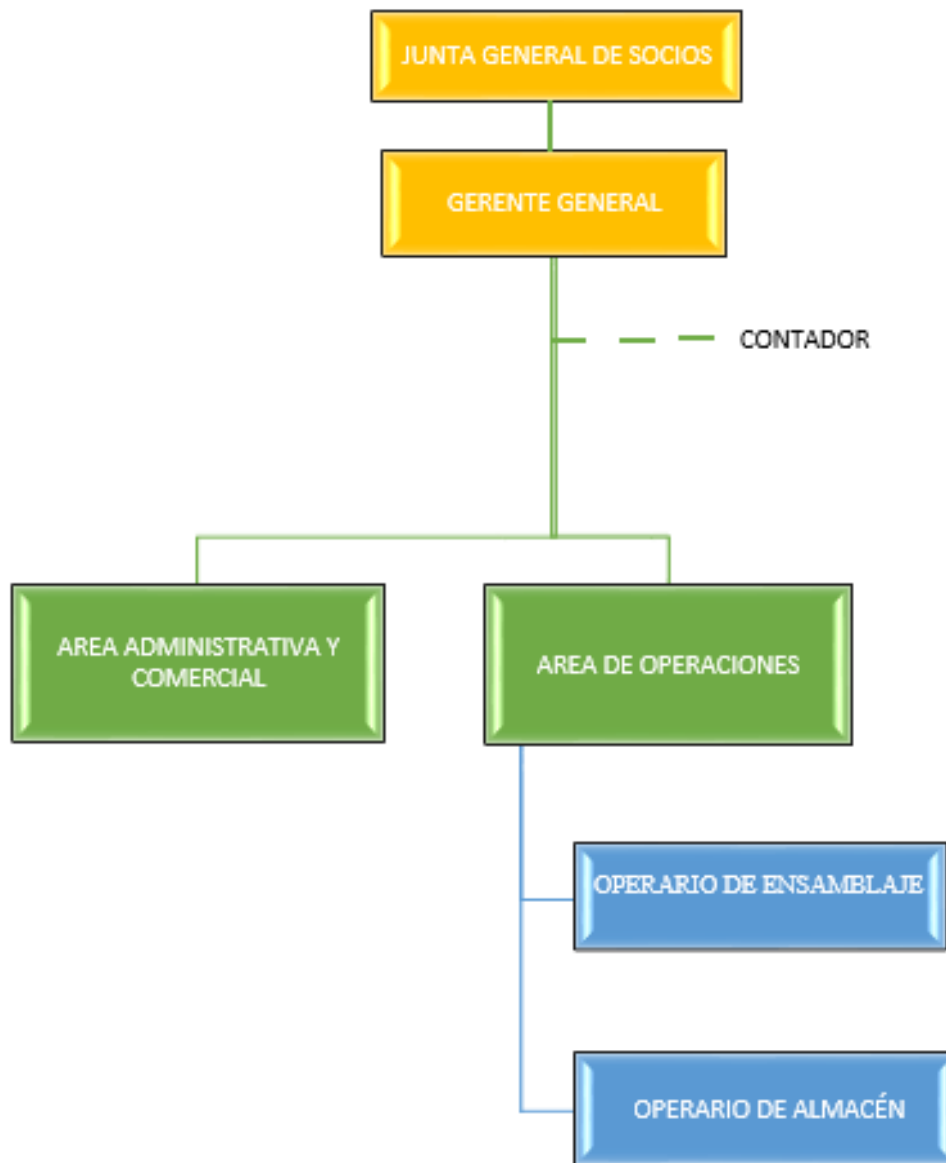 JUNTA GENERAL DE SOCIOS
GERENTE GENERAL
CONTADOR
AREA ADMINISTRATIVA Y
COMERCIAL
AREA DE OPERACIONES
OPERARIO DE ENSAMBLAJE
OPERARIO DE ALMACÉN